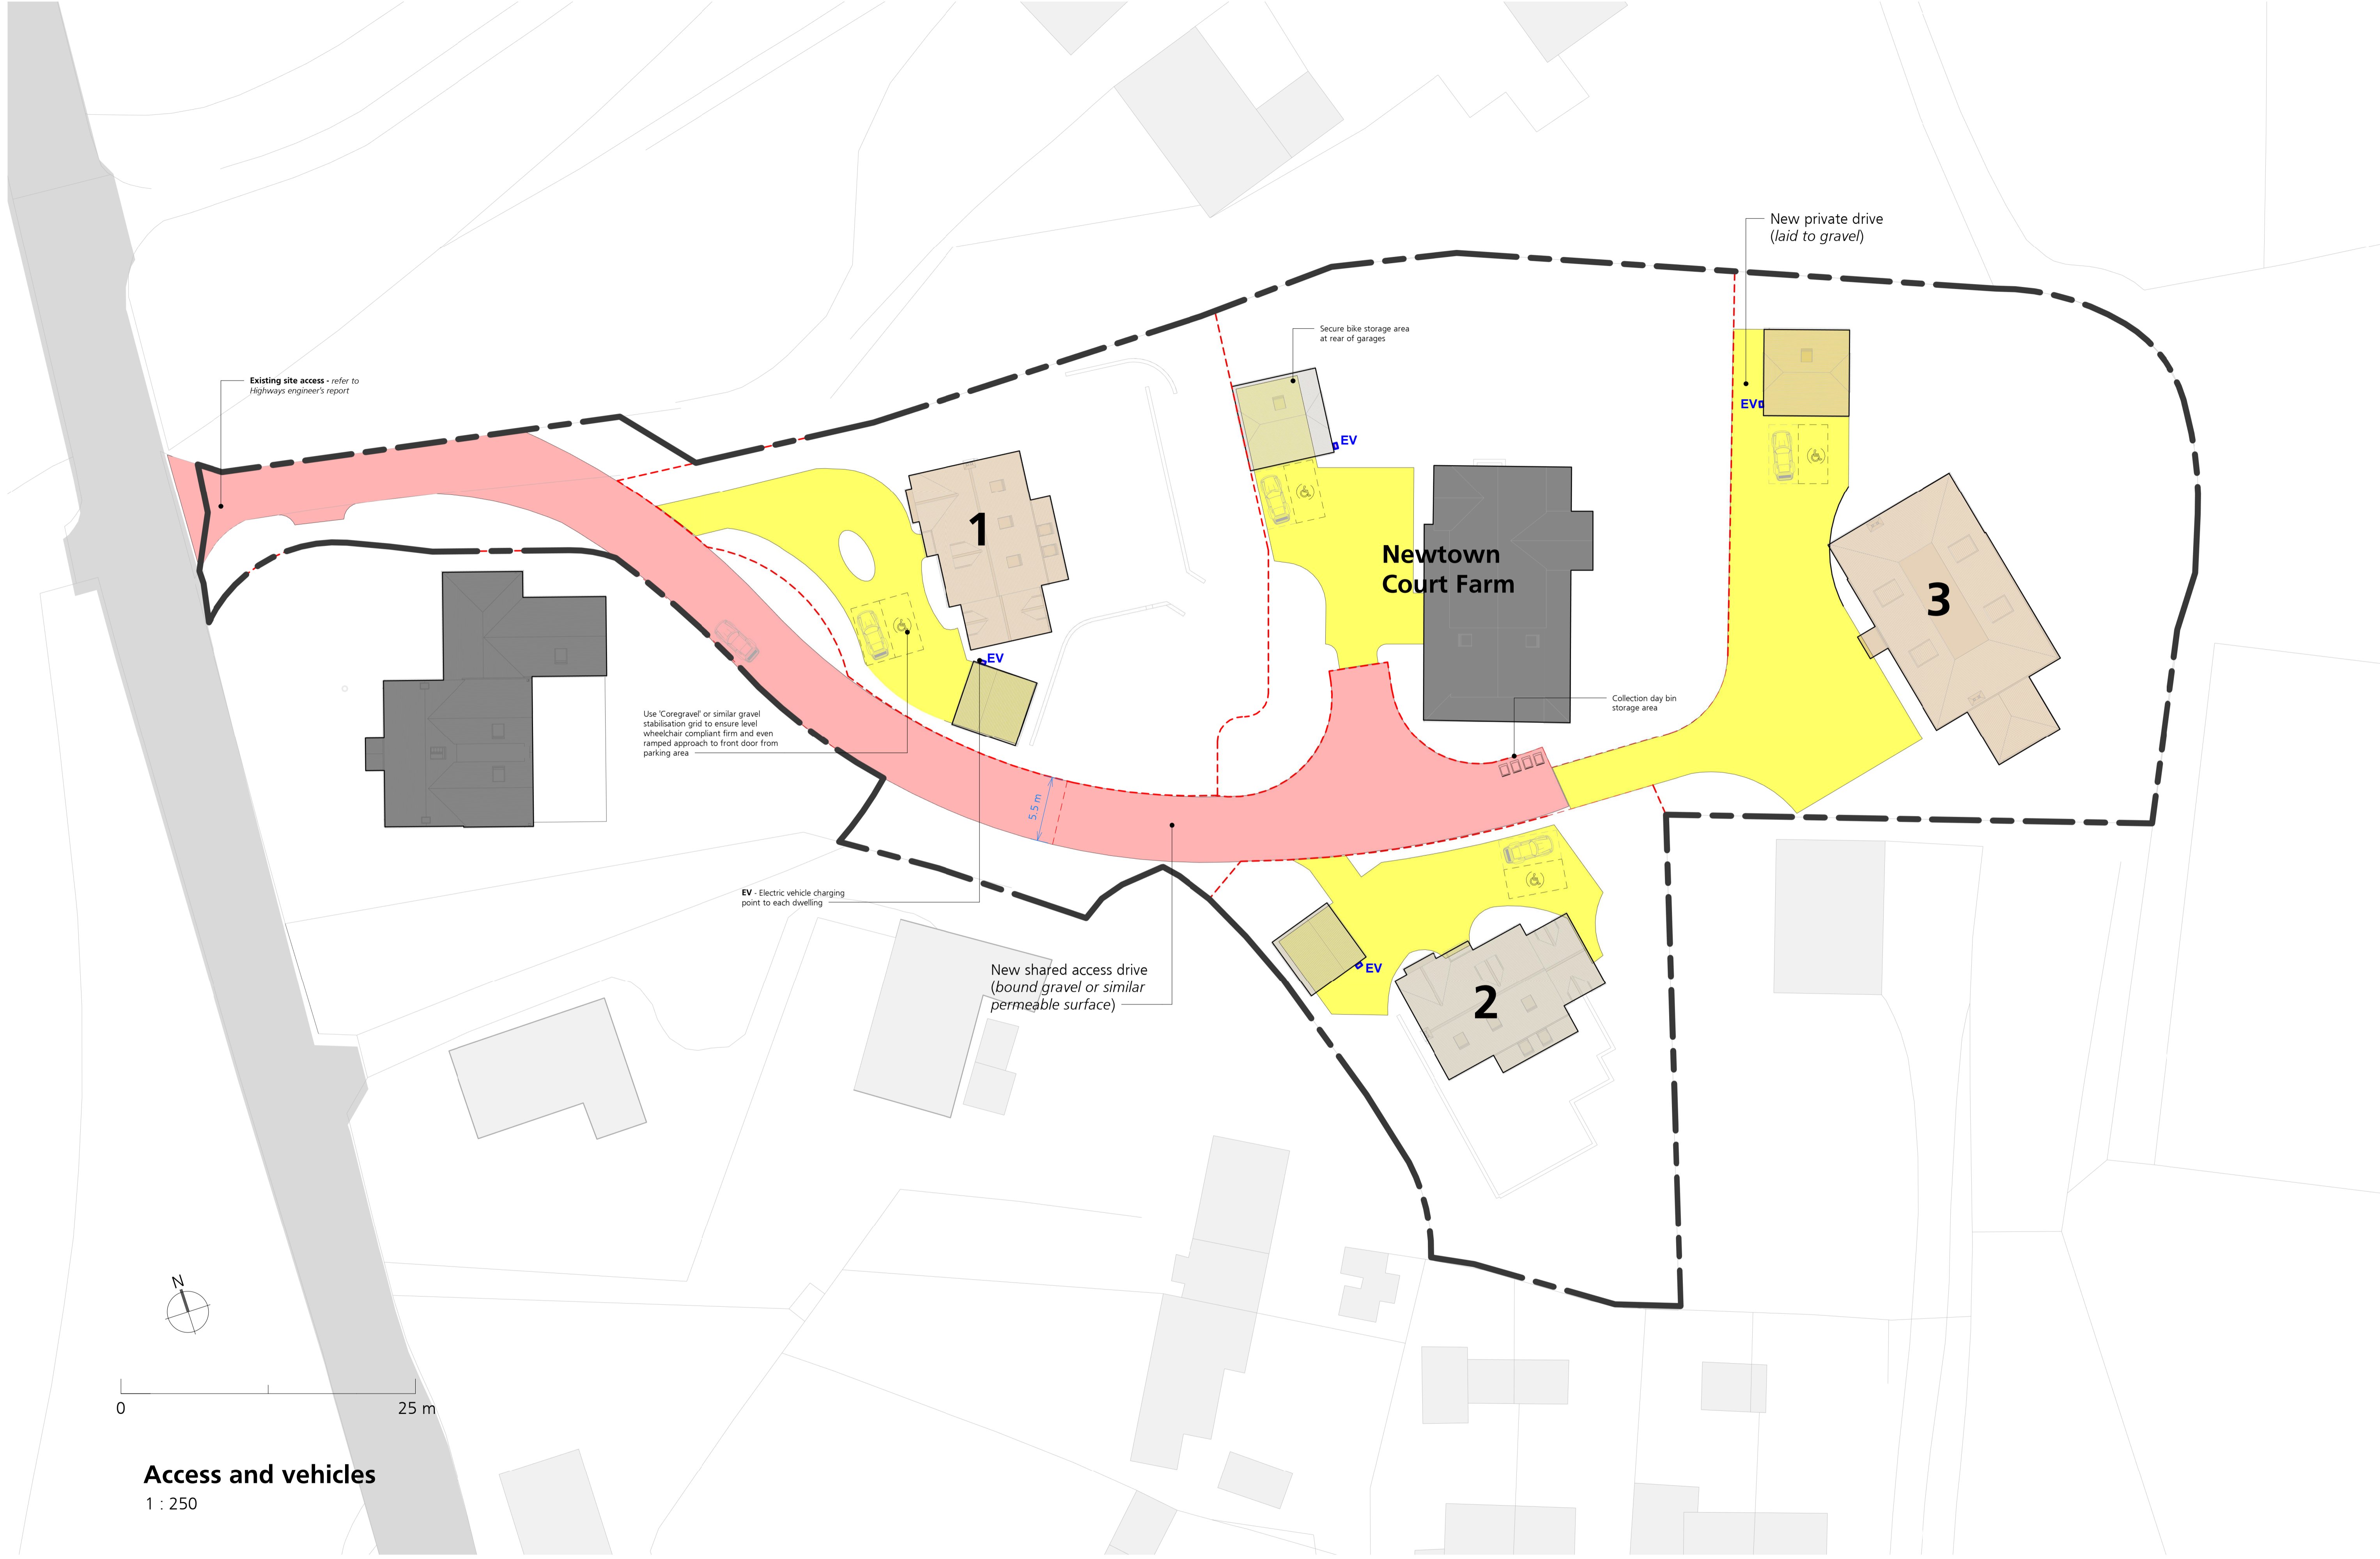 New private drive
(laid to gravel)
Secure bike storage area
at rear of garages
Existing site access - refer to
Highways engineer's report
EV
EV
1
Newtown
Court Farm
3
EV
Collection day bin
storage area
Use 'Coregravel' or similar gravel
stabilisation grid to ensure level
wheelchair compliant firm and even
ramped approach to front door from
parking area
5.5 m
EV - Electric vehicle charging
point to each dwelling
EV
New shared access drive
(bound gravel or similar
permeable surface)
2
N
0 25 m
Access and vehicles
1 : 250